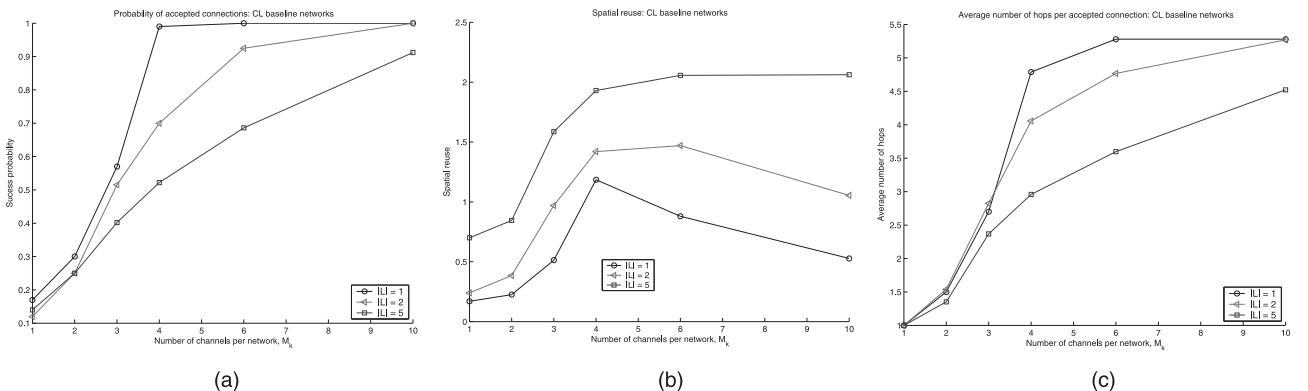 Probability of accepted connections: CL baseline networks
1
0.9
0.8
0.7
0.6
0.5
0.4
0.3
0.2
0.1
Sucess probability
1 2 3 4 5 6 7 8 9 10
Number of channels per network, M_k
|L| = 1
|L| = 2
|L| = 5
(a)
Spatial reuse: CL baseline networks
2.5
2
1.5
1
0.5
0
Spatial reuse
1 2 3 4 5 6 7 8 9 10
Number of channels per network, M_k
|L| = 1
|L| = 2
|L| = 5
(b)
Average number of hops per accepted connection: CL baseline networks
5.5
5
4.5
4
3.5
3
2.5
2
1.5
1
Average number of hops
1 2 3 4 5 6 7 8 9 10
Number of channels per network, M_k
|L| = 1
|L| = 2
|L| = 5
(c)